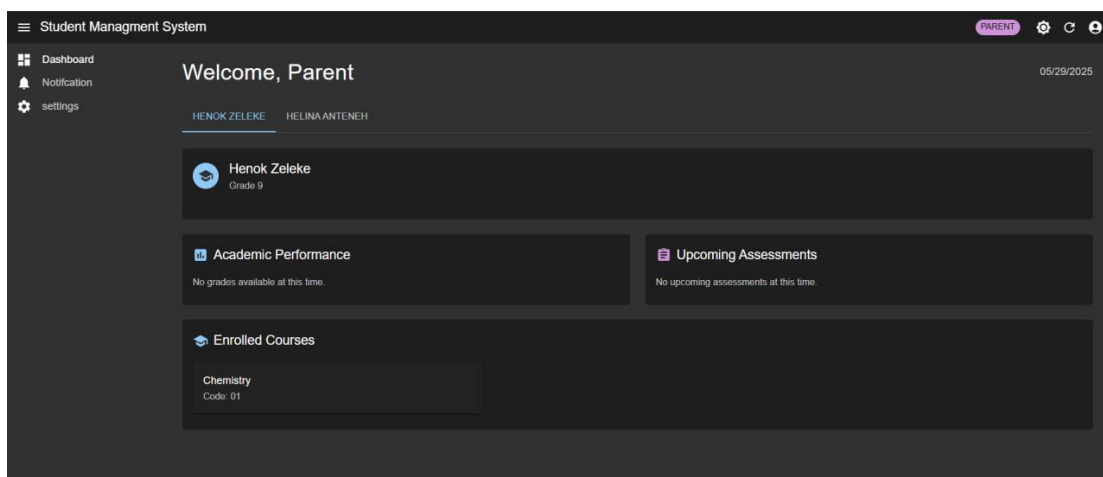 Student Managment System
PARENT
Dashboard
Notifcation
settings
Welcome, Parent
05/29/2025
HENOK ZELEKE
HELINA ANTENEH
Henok Zeleke
Grade 9
Academic Performance
No grades available at this time.
Upcoming Assessments
No upcoming assessments at this time.
Enrolled Courses
Chemistry
Code: 01